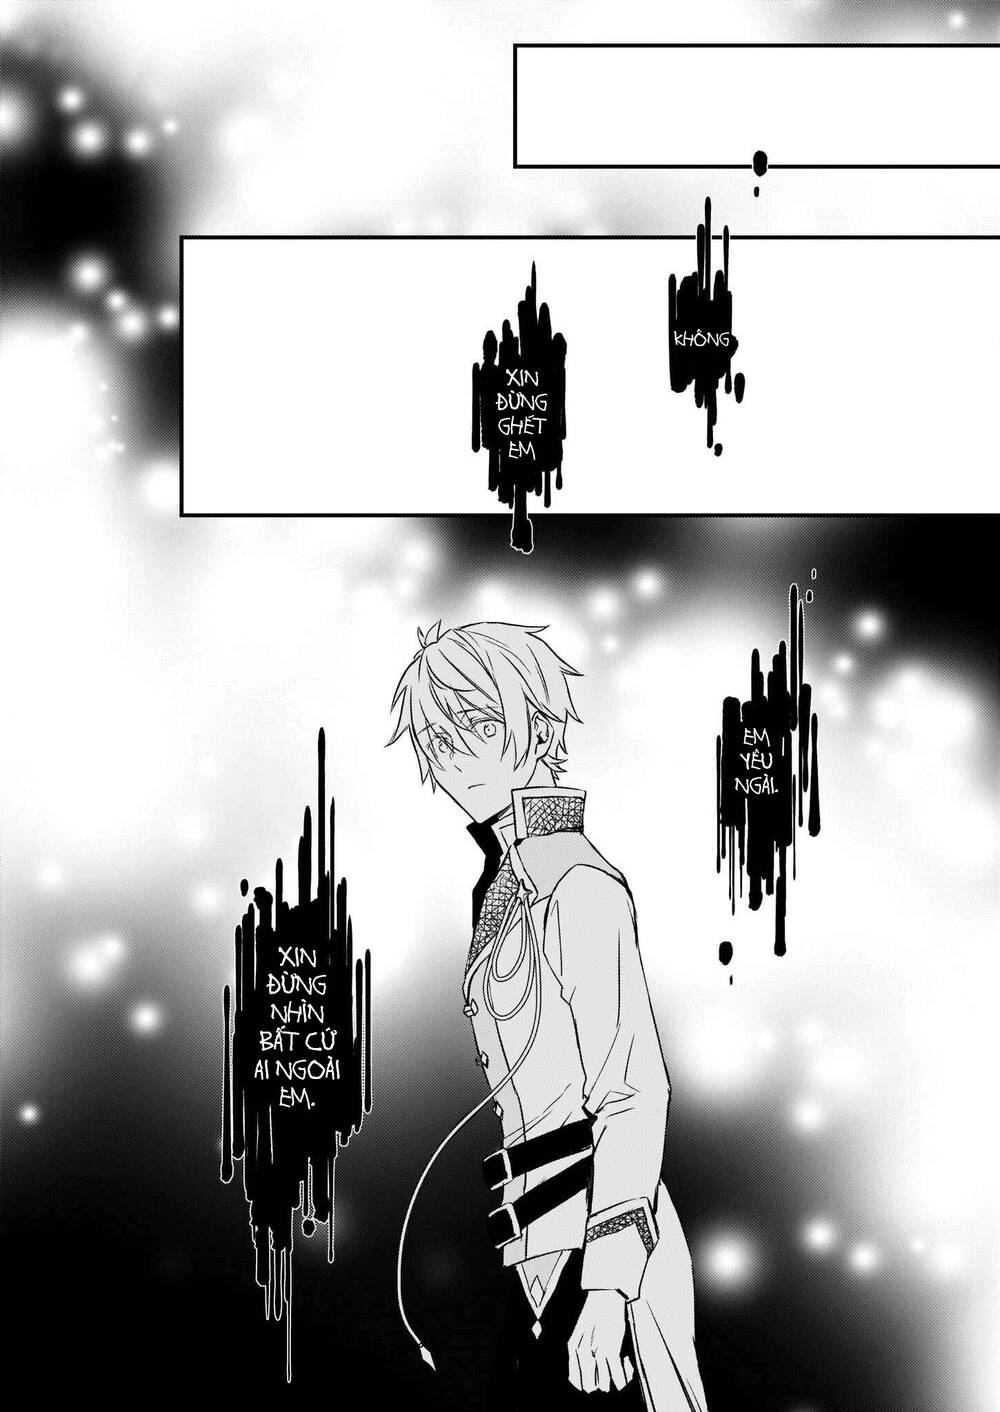 KHÔNG
XIN
ĐỪNG
GHÉT
EM
EM
YÊU
NGÀI.
XIN
ĐỪNG
NHÌN
BẤT CỨ
AI NGOÀI
EM.